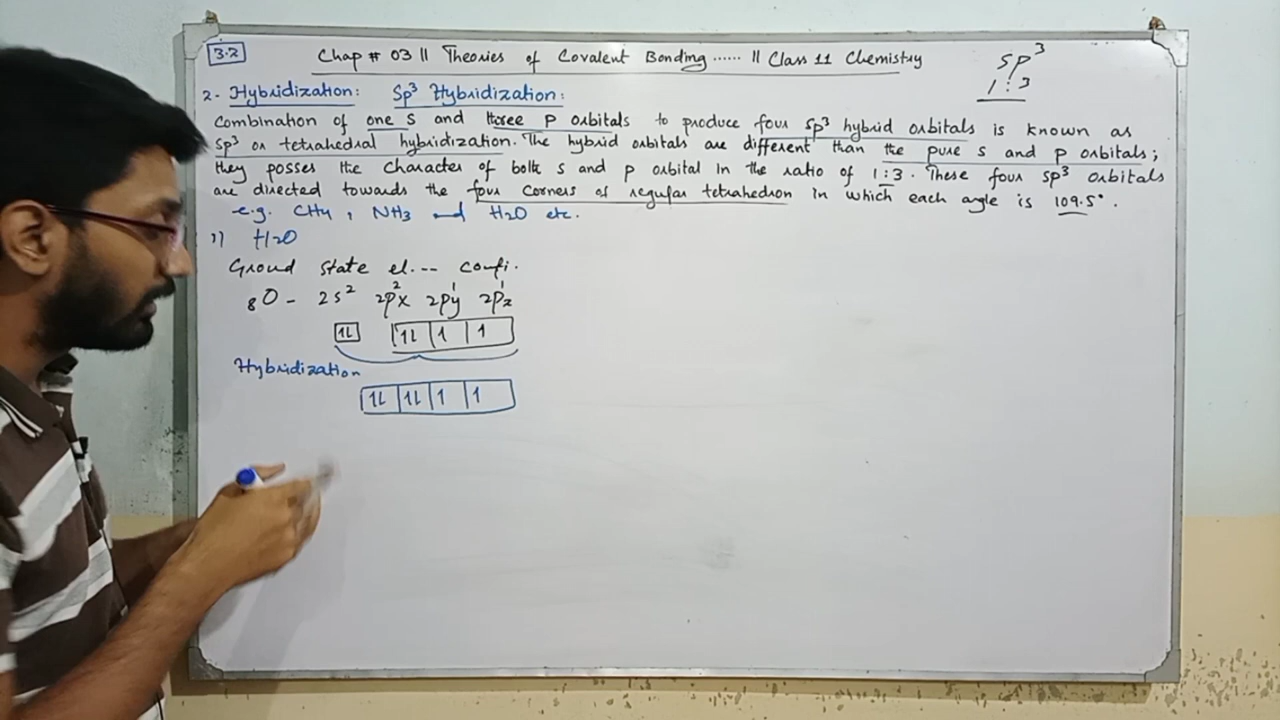 3.2
Chap # 03 || Theories of Covalent Bonding ...... || Class 11 Chemistry
sp³
1 : 3
2- Hybridization: Sp³ Hybridization:
Combination of one s and three p orbitals to produce four sp³ hybrid orbitals is known as
sp³ or tetrahedral hybridization. The hybrid orbitals are different than the pure s and p orbitals;
they posses the character of both s and p orbital in the ratio of 1:3. These four sp³ orbitals
are directed towards the four corners of regular tetrahedron in which each angle is 109.5°.
e.g. CH4, NH3 and H2O etc.
1) H2O
Ground state el.-- confi.
₈O - 2s² 2p²x 2p¹y 2p¹z
1L 1L 1 1
Hybridization
1L 1L 1 1